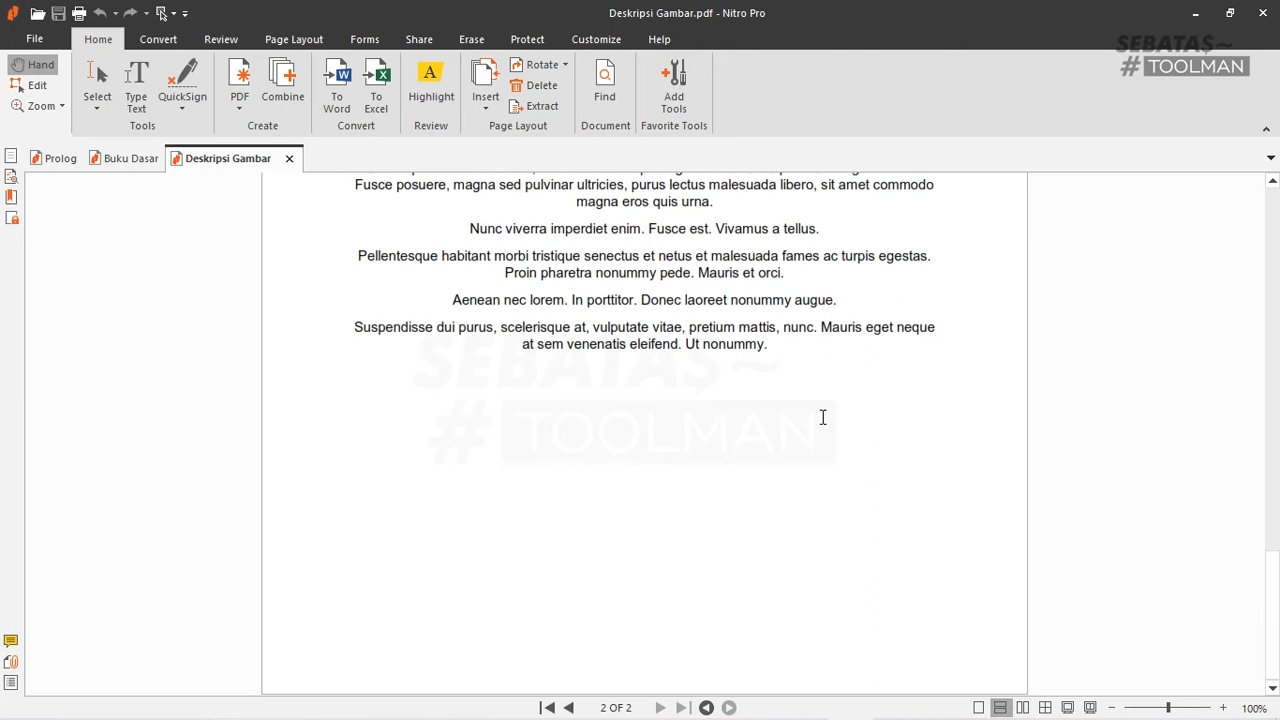 Deskripsi Gambar.pdf - Nitro Pro
File Home Convert Review Page Layout Forms Share Erase Protect Customize Help
SEBATA$~
# TOOLMAN
Hand
Edit
Zoom
Select
Type Text
QuickSign
Tools
PDF
Combine
Create
To Word
To Excel
Convert
Highlight
Review
Insert
Rotate
Delete
Extract
Page Layout
Find
Document
Add Tools
Favorite Tools
Prolog Buku Dasar Deskripsi Gambar
Fusce posuere, magna sed pulvinar ultricies, purus lectus malesuada libero, sit amet commodo
magna eros quis urna.
Nunc viverra imperdiet enim. Fusce est. Vivamus a tellus.
Pellentesque habitant morbi tristique senectus et netus et malesuada fames ac turpis egestas.
Proin pharetra nonummy pede. Mauris et orci.
Aenean nec lorem. In porttitor. Donec laoreet nonummy augue.
Suspendisse dui purus, scelerisque at, vulputate vitae, pretium mattis, nunc. Mauris eget neque
at sem venenatis eleifend. Ut nonummy.
SEBATA$~
# TOOLMAN
2 OF 2
100%